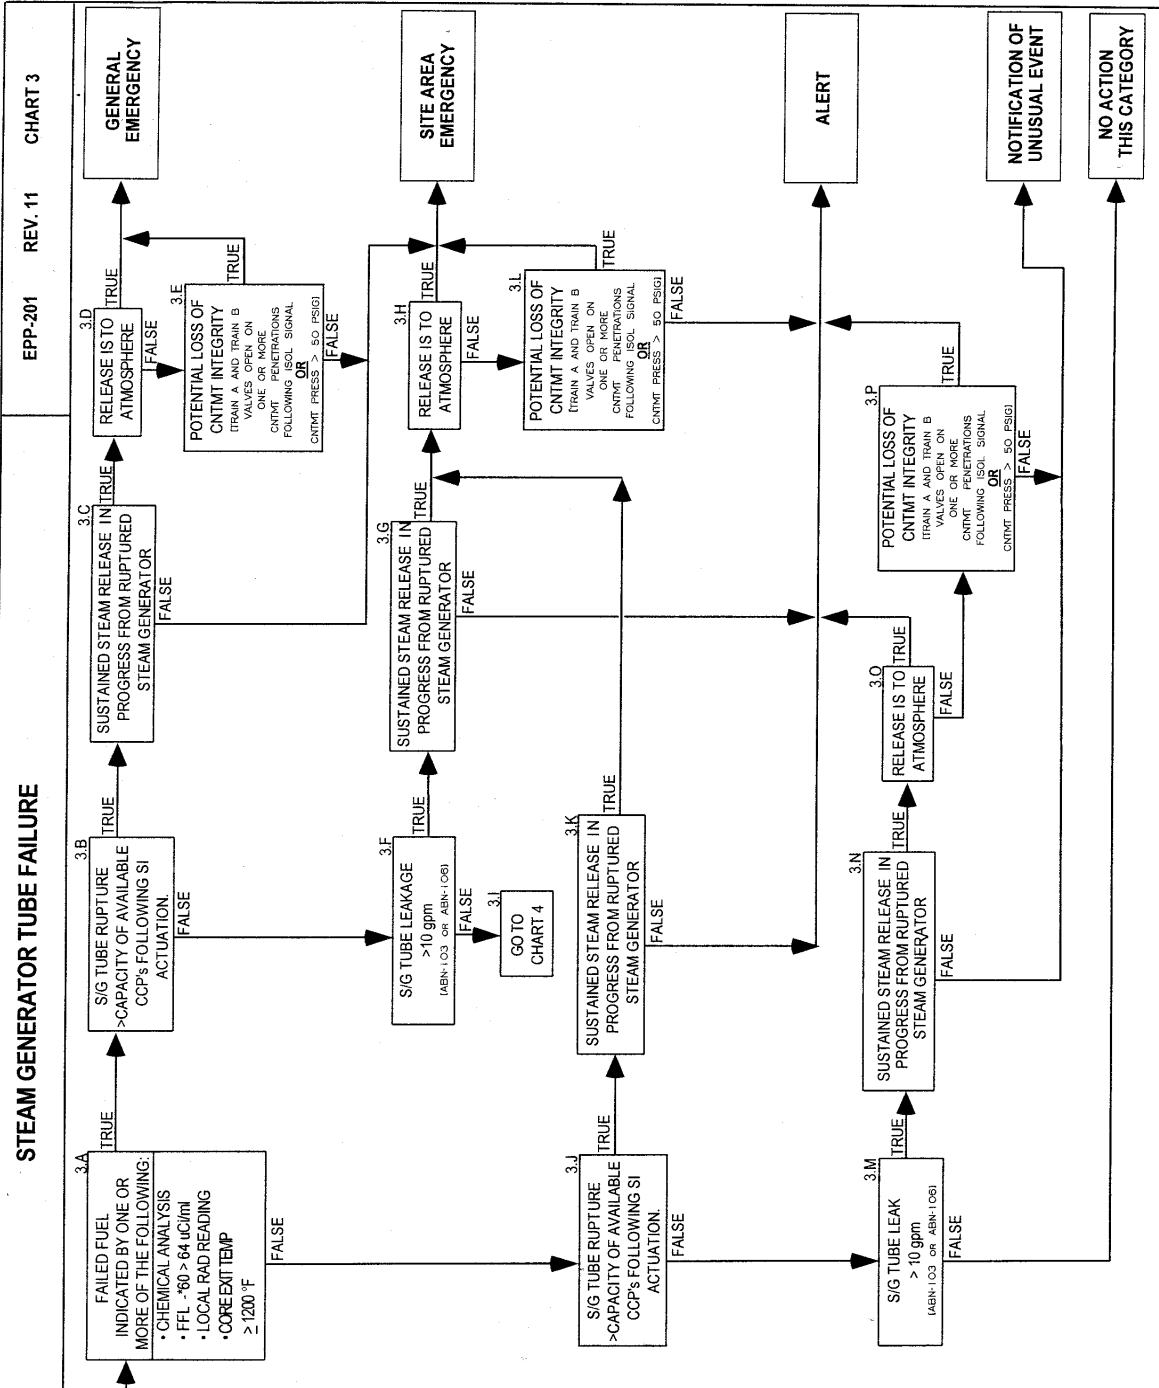 STEAM GENERATOR TUBE FAILURE
EPP-201 REV. 11 CHART 3
3.A
FAILED FUEL
INDICATED BY ONE OR
MORE OF THE FOLLOWING:
• CHEMICAL ANALYSIS
• FFL -*60 > 64 uCi/ml
• LOCAL RAD READING
• CORE EXIT TEMP
≥ 1200 °F
TRUE
FALSE
3.B
S/G TUBE RUPTURE
>CAPACITY OF AVAILABLE
CCP's FOLLOWING SI
ACTUATION.
TRUE
FALSE
3.C
SUSTAINED STEAM RELEASE IN
PROGRESS FROM RUPTURED
STEAM GENERATOR
TRUE
FALSE
3.D
RELEASE IS TO
ATMOSPHERE
TRUE
FALSE
3.E
POTENTIAL LOSS OF
CNTMT INTEGRITY
[TRAIN A AND TRAIN B
VALVES OPEN ON
ONE OR MORE
CNTMT PENETRATIONS
FOLLOWING ISOL SIGNAL
OR
CNTMT PRESS > 50 PSIG]
TRUE
FALSE
GENERAL
EMERGENCY
3.F
S/G TUBE LEAKAGE
>10 gpm
[ABN-103 OR ABN-106]
TRUE
FALSE
3.I
GO TO
CHART 4
3.G
SUSTAINED STEAM RELEASE IN
PROGRESS FROM RUPTURED
STEAM GENERATOR
TRUE
FALSE
3.H
RELEASE IS TO
ATMOSPHERE
TRUE
FALSE
3.L
POTENTIAL LOSS OF
CNTMT INTEGRITY
[TRAIN A AND TRAIN B
VALVES OPEN ON
ONE OR MORE
CNTMT PENETRATIONS
FOLLOWING ISOL SIGNAL
OR
CNTMT PRESS > 50 PSIG]
TRUE
FALSE
SITE AREA
EMERGENCY
3.J
S/G TUBE RUPTURE
>CAPACITY OF AVAILABLE
CCP's FOLLOWING SI
ACTUATION.
TRUE
FALSE
3.K
SUSTAINED STEAM RELEASE IN
PROGRESS FROM RUPTURED
STEAM GENERATOR
TRUE
FALSE
ALERT
3.M
S/G TUBE LEAK
> 10 gpm
[ABN-103 OR ABN-106]
TRUE
FALSE
3.N
SUSTAINED STEAM RELEASE IN
PROGRESS FROM RUPTURED
STEAM GENERATOR
TRUE
FALSE
3.O
RELEASE IS TO
ATMOSPHERE
TRUE
FALSE
3.P
POTENTIAL LOSS OF
CNTMT INTEGRITY
[TRAIN A AND TRAIN B
VALVES OPEN ON
ONE OR MORE
CNTMT PENETRATIONS
FOLLOWING ISOL SIGNAL
OR
CNTMT PRESS > 50 PSIG]
TRUE
FALSE
NOTIFICATION OF
UNUSUAL EVENT
NO ACTION
THIS CATEGORY